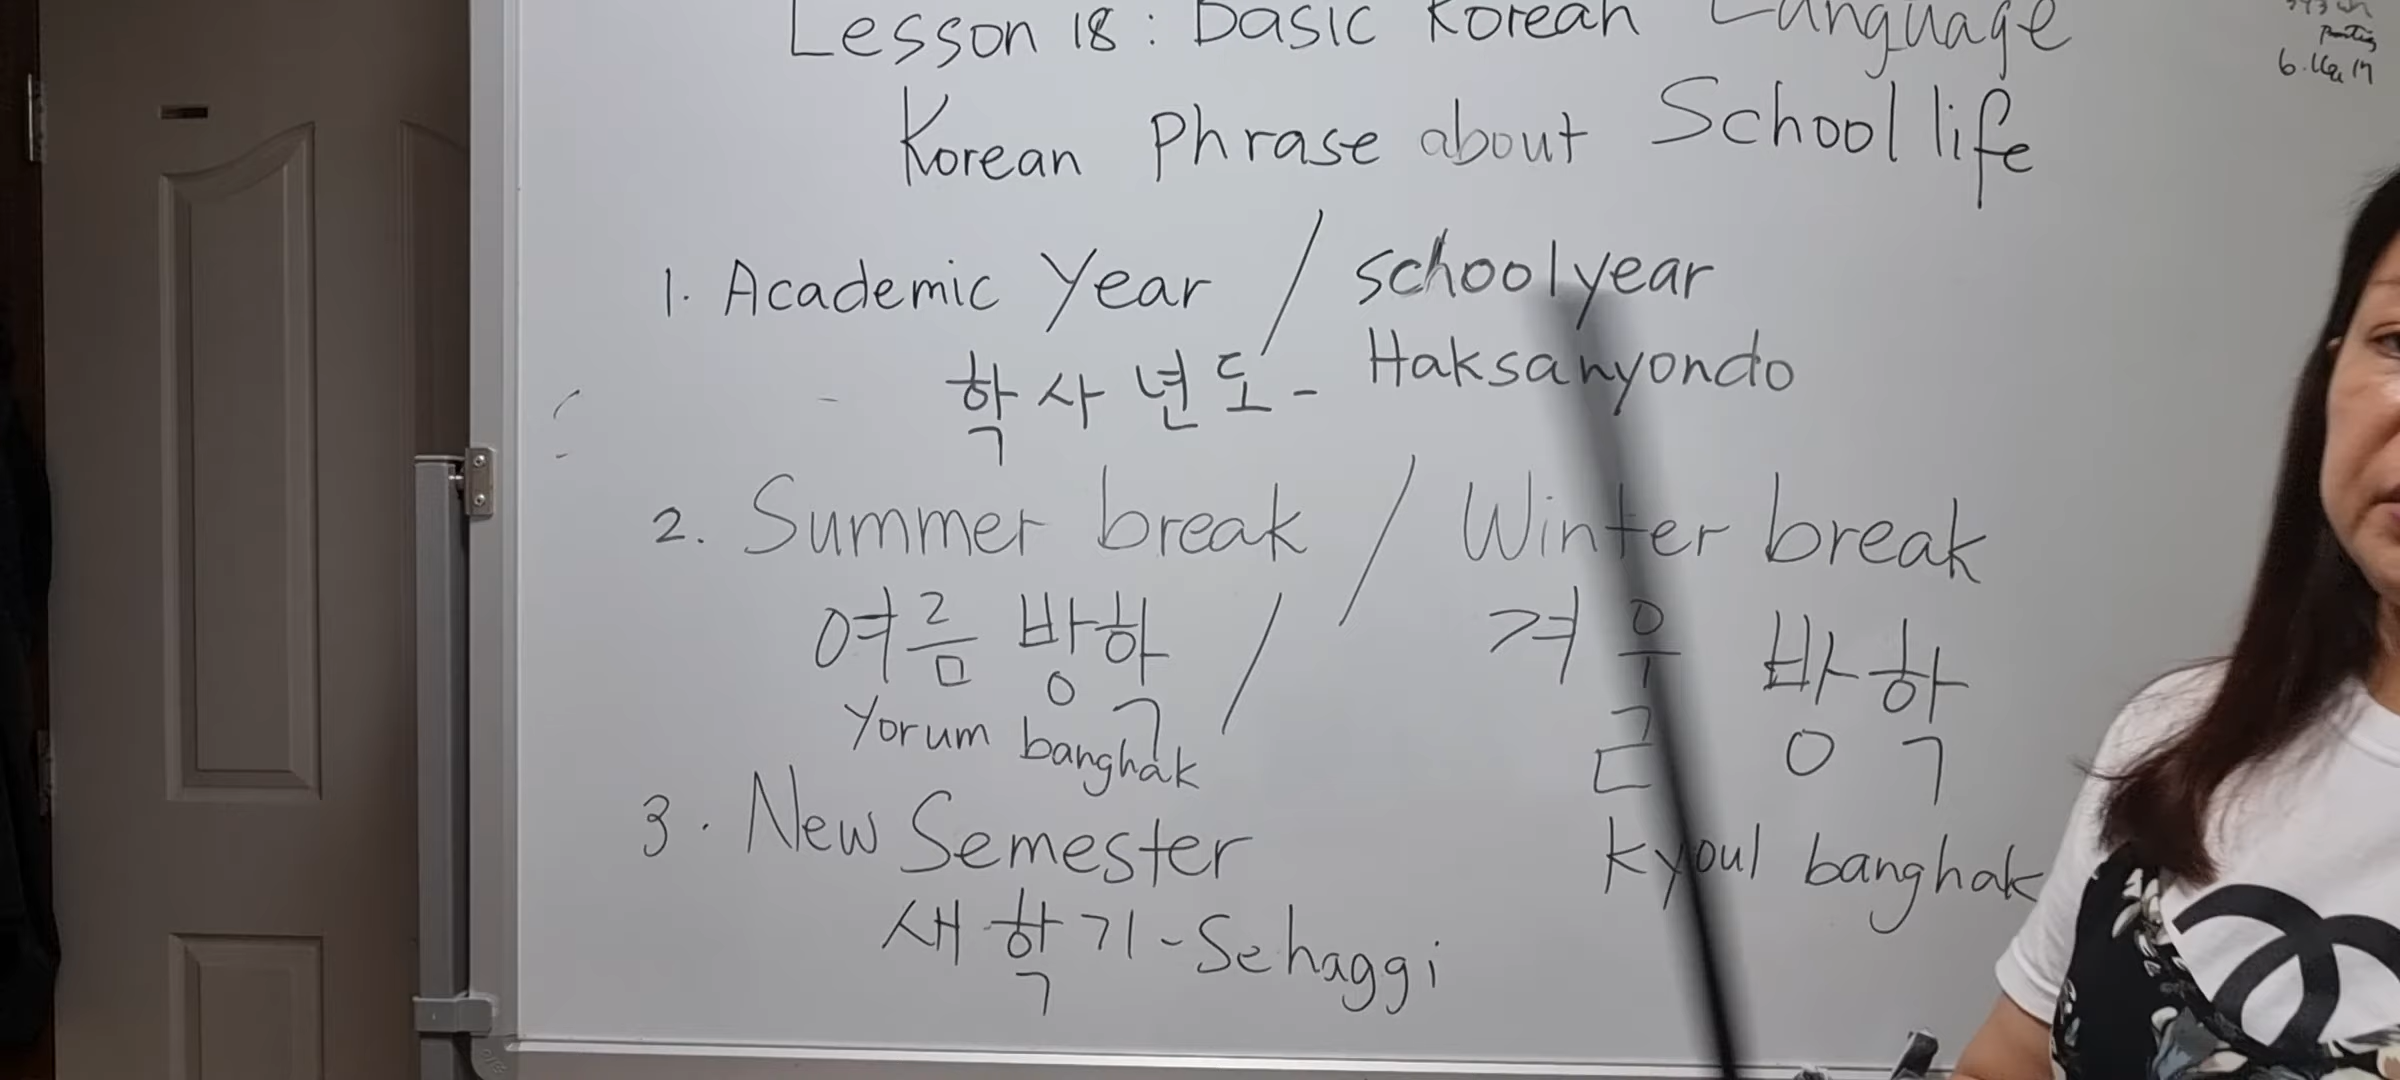 Lesson 18: Basic Korean Language
Korean Phrase about School life
1. Academic Year / school year
학사년도 - Haksanyondo
2. Summer break / Winter break
여름 방학 / 겨울 방학
Yorum banghak
kyoul banghak
3. New Semester
새학기 - Sehaggi